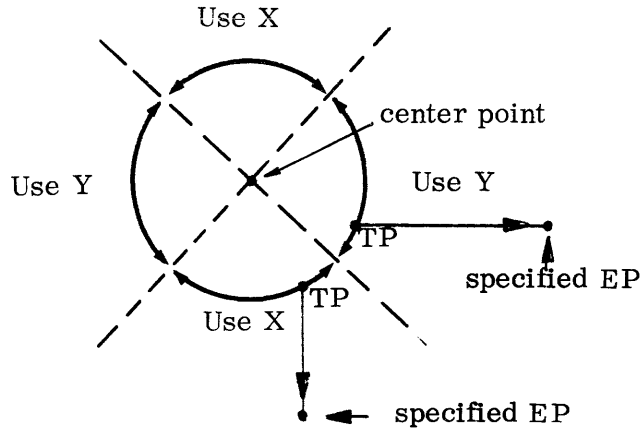 Use X
center point
Use Y
Use Y
TP
specified EP
TP
Use X
specified EP